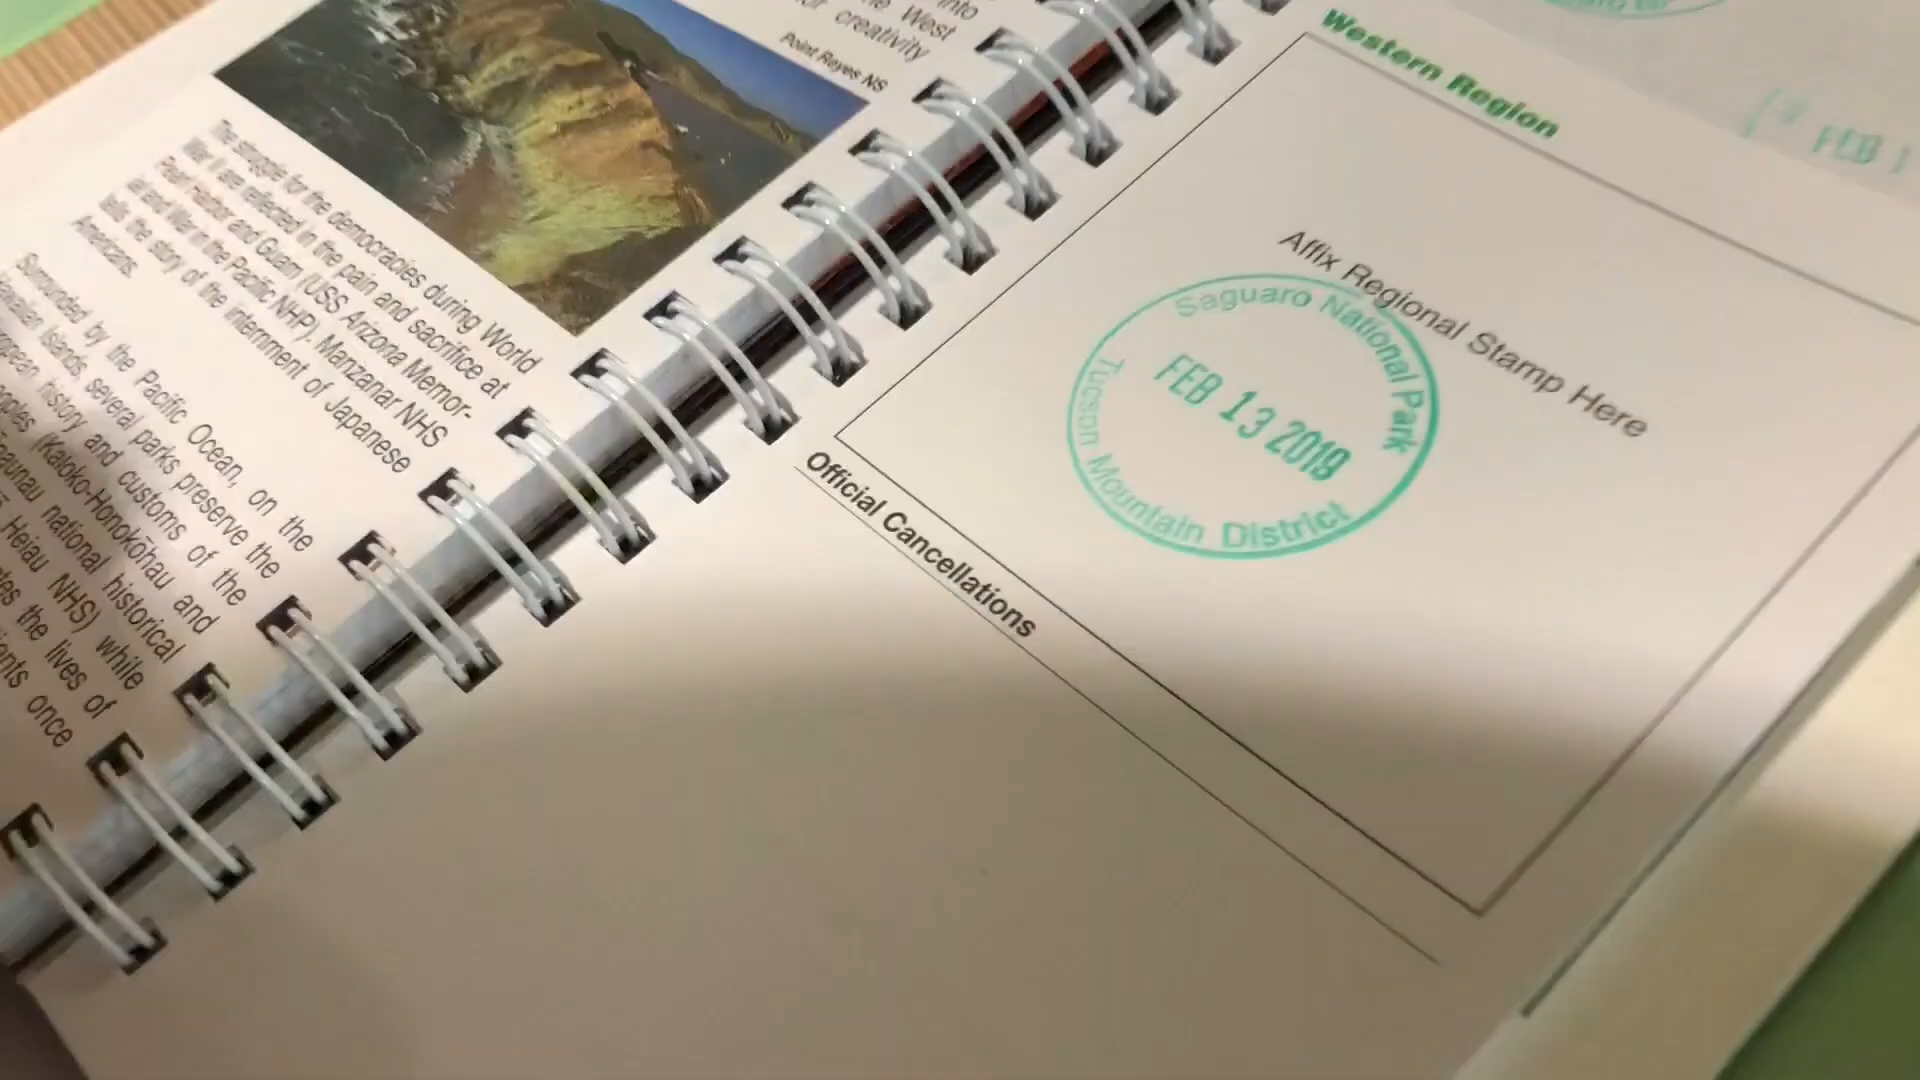 into
West
for creativity
Point Reyes NS
The struggle for the democracies during World
War II are reflected in the pain and sacrifice at
Pearl Harbor and Guam (USS Arizona Memor-
ial and War in the Pacific NHP). Manzanar NHS
tells the story of the internment of Japanese
Americans.
Surrounded by the Pacific Ocean, on the
Hawaiian Islands, several parks preserve the
history and customs of the
(Kaloko-Honokōhau and
national historical
Heiau NHS) while
the lives of
once
Western Region
Affix Regional Stamp Here
Saguaro National Park
FEB 13 2019
Tucson Mountain District
Official Cancellations
FEB 1